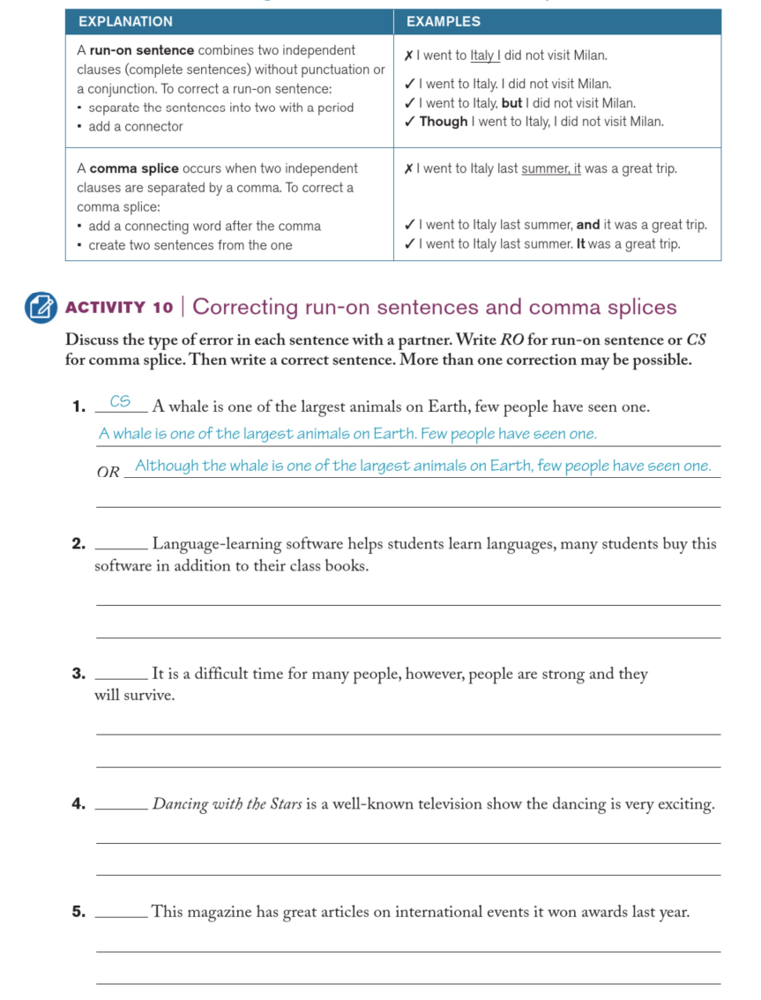 EXPLANATION
EXAMPLES
A run-on sentence combines two independent
clauses (complete sentences) without punctuation or
a conjunction. To correct a run-on sentence:
▪ separate the sentences into two with a period
▪ add a connector
✗ I went to Italy I did not visit Milan.
✓ I went to Italy. I did not visit Milan.
✓ I went to Italy, but I did not visit Milan.
✓ Though I went to Italy, I did not visit Milan.
A comma splice occurs when two independent
clauses are separated by a comma. To correct a
comma splice:
▪ add a connecting word after the comma
▪ create two sentences from the one
✗ I went to Italy last summer, it was a great trip.
✓ I went to Italy last summer, and it was a great trip.
✓ I went to Italy last summer. It was a great trip.
ACTIVITY 10 | Correcting run-on sentences and comma splices
Discuss the type of error in each sentence with a partner. Write RO for run-on sentence or CS
for comma splice. Then write a correct sentence. More than one correction may be possible.
1. CS A whale is one of the largest animals on Earth, few people have seen one.
A whale is one of the largest animals on Earth. Few people have seen one.
OR Although the whale is one of the largest animals on Earth, few people have seen one.
2. ______ Language-learning software helps students learn languages, many students buy this
software in addition to their class books.
3. ______ It is a difficult time for many people, however, people are strong and they
will survive.
4. ______ Dancing with the Stars is a well-known television show the dancing is very exciting.
5. ______ This magazine has great articles on international events it won awards last year.